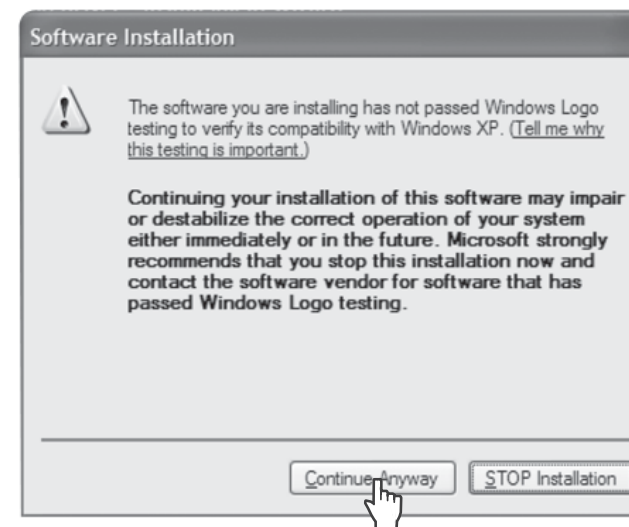 Software Installation
The software you are installing has not passed Windows Logo
testing to verify its compatibility with Windows XP. (Tell me why
this testing is important.)
Continuing your installation of this software may impair
or destabilize the correct operation of your system
either immediately or in the future. Microsoft strongly
recommends that you stop this installation now and
contact the software vendor for software that has
passed Windows Logo testing.
Continue Anyway
STOP Installation